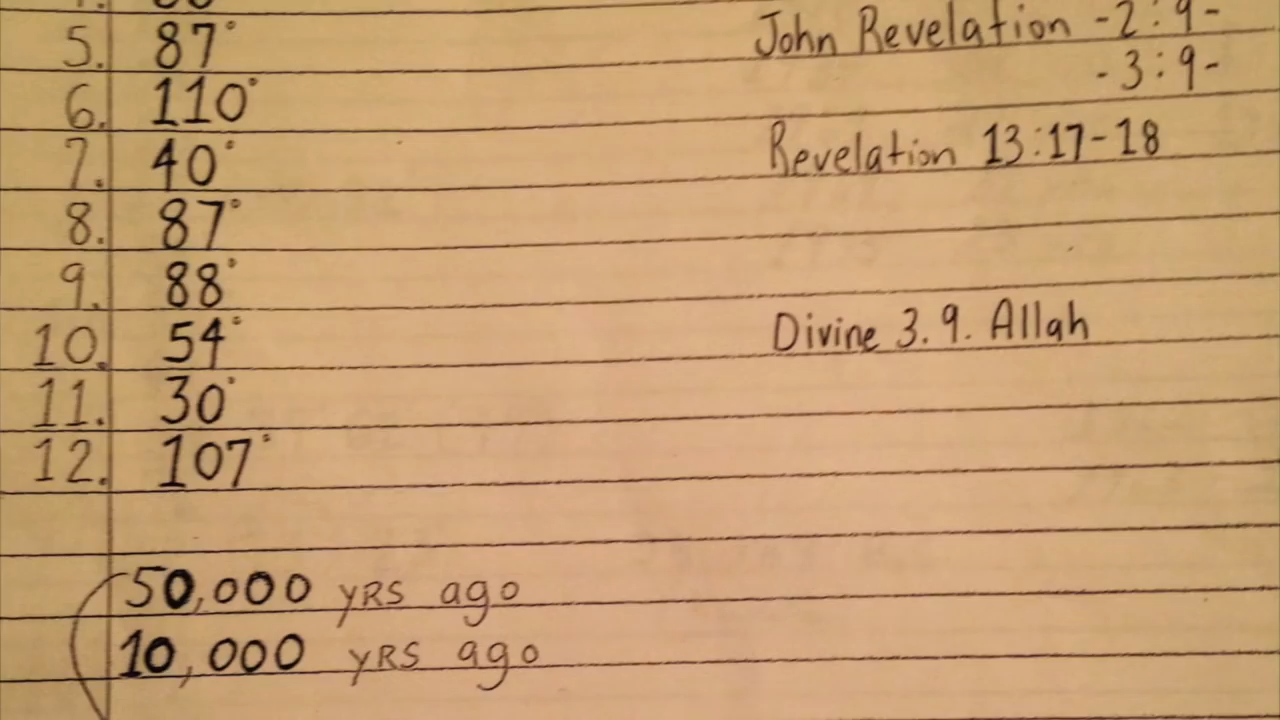 5. 87° John Revelation -2:9-
6. 110° -3:9-
7. 40° Revelation 13:17-18
8. 87°
9. 88°
10. 54° Divine 3.9. Allah
11. 30°
12. 107°
50,000 YRS ago
10,000 YRS ago